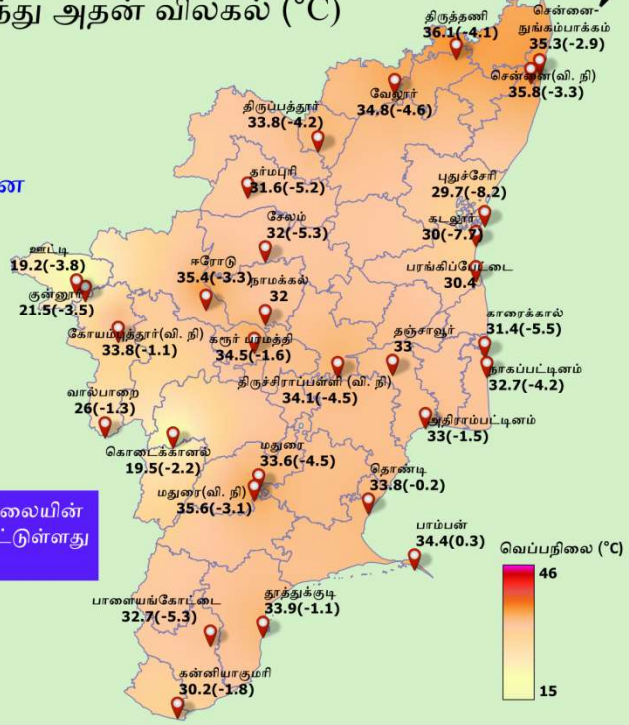 ந்து அதன் விலகல் (°C)
சென்னை-
நுங்கம்பாக்கம்
35.3(-2.9)
திருத்தணி
36.1(-4.1)
சென்னை(வி. நி)
35.8(-3.3)
வேலூர்
34.8(-4.6)
திருப்பத்தூர்
33.8(-4.2)
தர்மபுரி
31.6(-5.2)
புதுச்சேரி
29.7(-8.2)
சேலம்
32(-5.3)
கடலூர்
30(-7.7)
ன
ஊட்டி
19.2(-3.8)
ஈரோடு
35.4(-3.3)
நாமக்கல்
32
பரங்கிப்பேட்டை
30.4
குன்னூர்
21.5(-3.5)
காரைக்கால்
31.4(-5.5)
கோயம்புத்தூர்(வி. நி)
33.8(-1.1)
கரூர் பரமத்தி
34.5(-1.6)
தஞ்சாவூர்
33
நாகப்பட்டினம்
32.7(-4.2)
திருச்சிராப்பள்ளி (வி. நி)
34.1(-4.5)
வால்பாறை
26(-1.3)
அதிராம்பட்டினம்
33(-1.5)
கொடைக்கானல்
19.5(-2.2)
மதுரை
33.6(-4.5)
தொண்டி
33.8(-0.2)
மதுரை(வி. நி)
35.6(-3.1)
லையின்
ட்டுள்ளது
பாம்பன்
34.4(0.3)
வெப்பநிலை (°C)
46
15
பாளையங்கோட்டை
32.7(-5.3)
தூத்துக்குடி
33.9(-1.1)
கன்னியாகுமரி
30.2(-1.8)